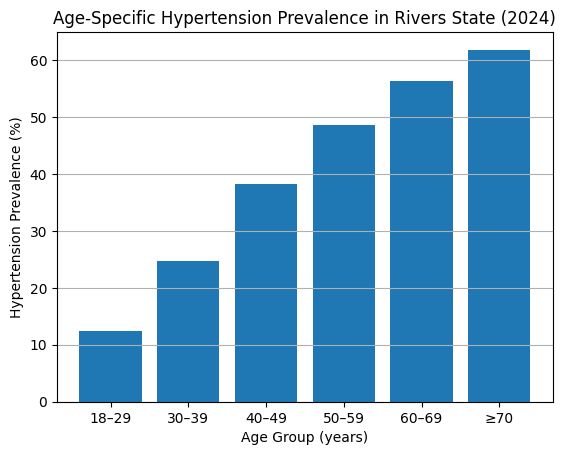 Age-Specific Hypertension Prevalence in Rivers State (2024)
Hypertension Prevalence (%)
60
50
40
30
20
10
0
18–29 30–39 40–49 50–59 60–69 ≥70
Age Group (years)